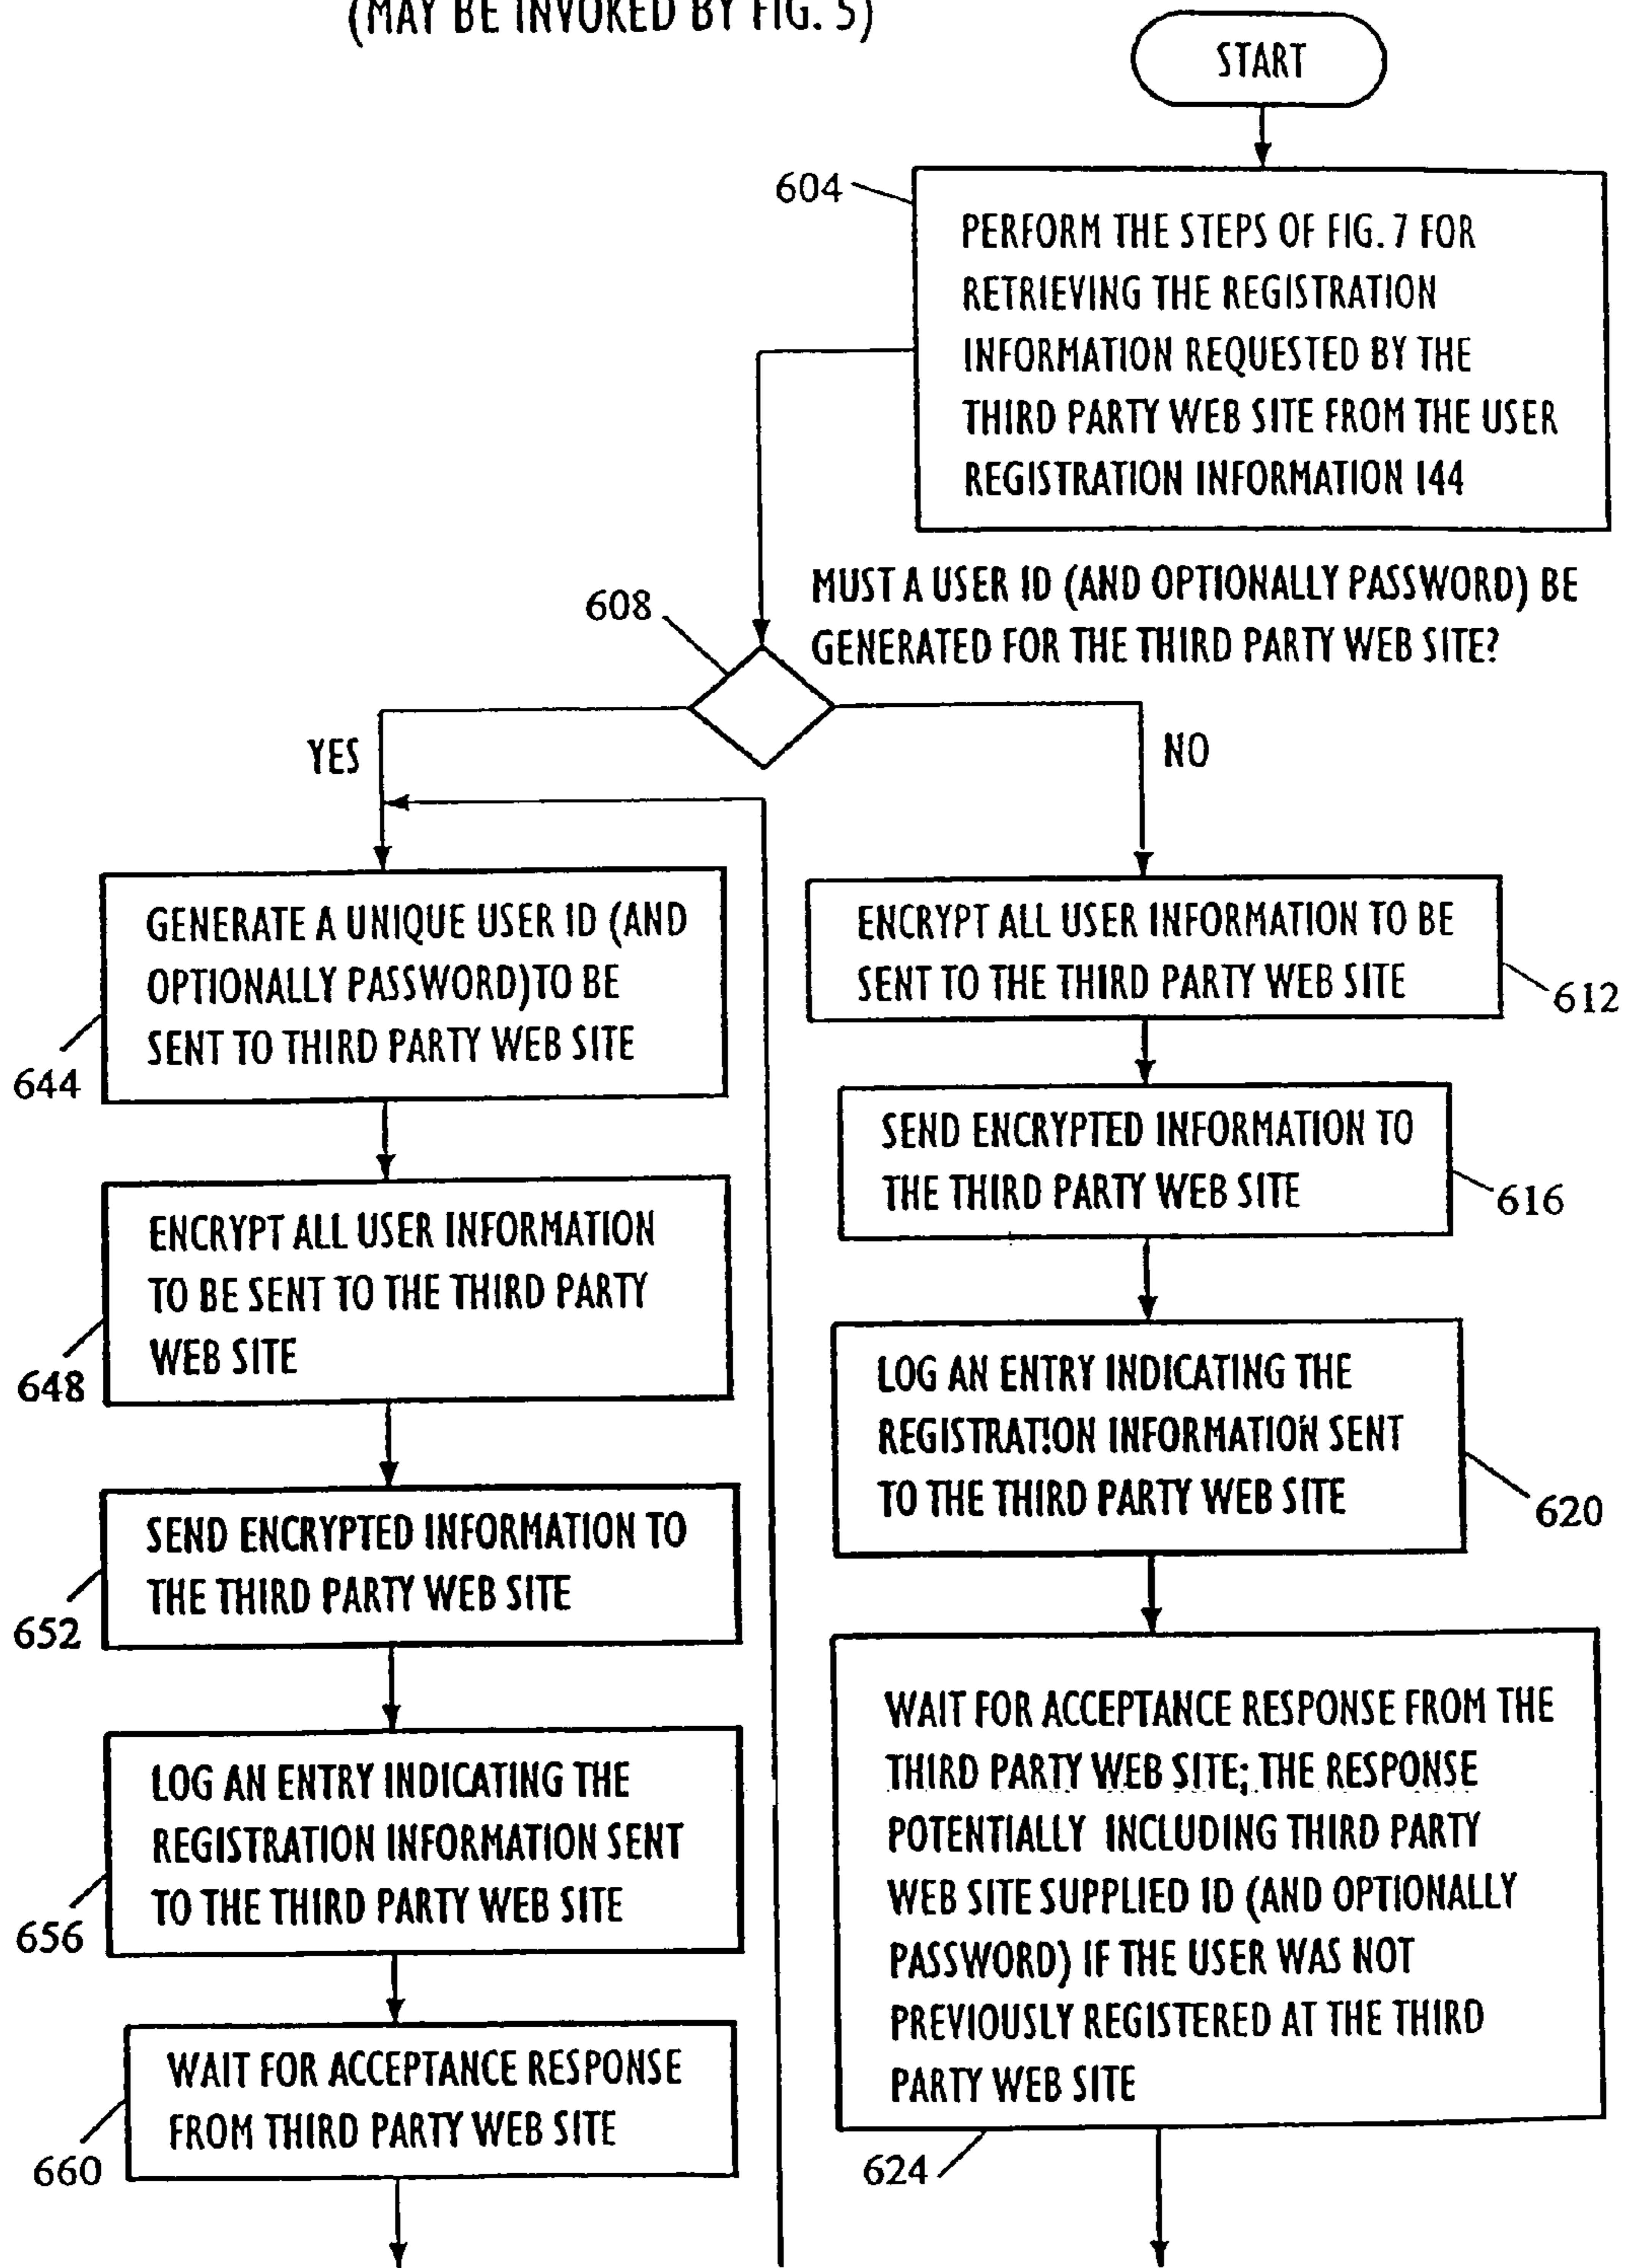 (MAY BE INVOKED BY FIG. 5)
START
604
PERFORM THE STEPS OF FIG. 7 FOR
RETRIEVING THE REGISTRATION
INFORMATION REQUESTED BY THE
THIRD PARTY WEB SITE FROM THE USER
REGISTRATION INFORMATION 144
608
MUST A USER ID (AND OPTIONALLY PASSWORD) BE
GENERATED FOR THE THIRD PARTY WEB SITE?
YES
NO
GENERATE A UNIQUE USER ID (AND
OPTIONALLY PASSWORD)TO BE
SENT TO THIRD PARTY WEB SITE
644
ENCRYPT ALL USER INFORMATION
TO BE SENT TO THE THIRD PARTY
WEB SITE
648
SEND ENCRYPTED INFORMATION TO
THE THIRD PARTY WEB SITE
652
LOG AN ENTRY INDICATING THE
REGISTRATION INFORMATION SENT
TO THE THIRD PARTY WEB SITE
656
WAIT FOR ACCEPTANCE RESPONSE
FROM THIRD PARTY WEB SITE
660
ENCRYPT ALL USER INFORMATION TO BE
SENT TO THE THIRD PARTY WEB SITE
612
SEND ENCRYPTED INFORMATION TO
THE THIRD PARTY WEB SITE
616
LOG AN ENTRY INDICATING THE
REGISTRATION INFORMATION SENT
TO THE THIRD PARTY WEB SITE
620
WAIT FOR ACCEPTANCE RESPONSE FROM THE
THIRD PARTY WEB SITE; THE RESPONSE
POTENTIALLY INCLUDING THIRD PARTY
WEB SITE SUPPLIED ID (AND OPTIONALLY
PASSWORD) IF THE USER WAS NOT
PREVIOUSLY REGISTERED AT THE THIRD
PARTY WEB SITE
624